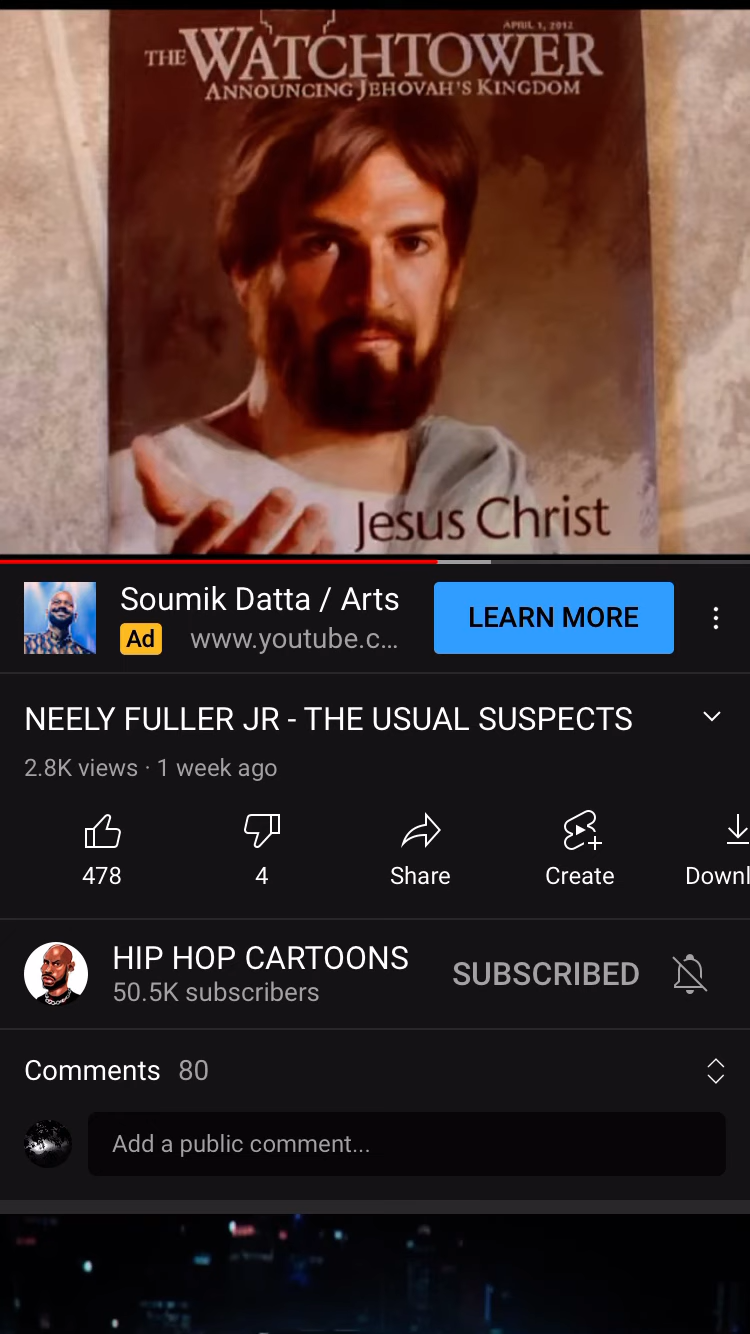 APRIL 1, 2012
THE WATCHTOWER
ANNOUNCING JEHOVAH'S KINGDOM
Jesus Christ
Soumik Datta / Arts
Ad www.youtube.c...
LEARN MORE
NEELY FULLER JR - THE USUAL SUSPECTS
2.8K views · 1 week ago
478 4 Share Create Downl
HIP HOP CARTOONS
50.5K subscribers
SUBSCRIBED
Comments 80
Add a public comment...